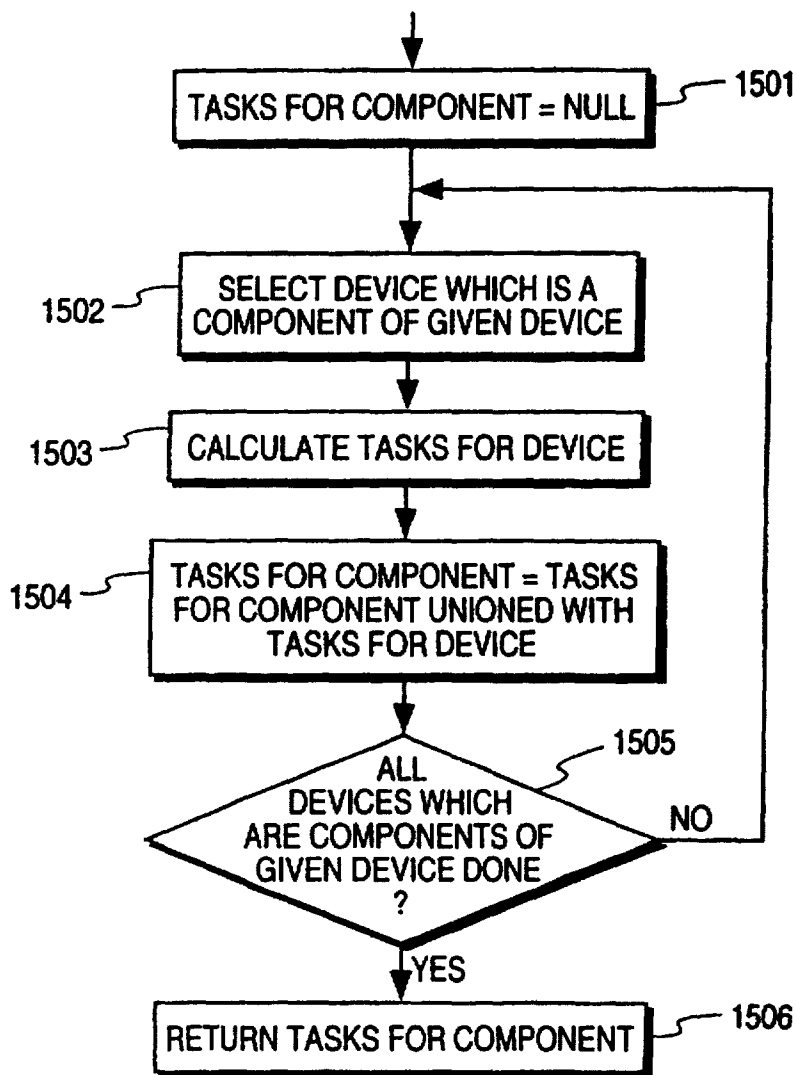 TASKS FOR COMPONENT = NULL
1501
1502
SELECT DEVICE WHICH IS A
COMPONENT OF GIVEN DEVICE
1503
CALCULATE TASKS FOR DEVICE
1504
TASKS FOR COMPONENT = TASKS
FOR COMPONENT UNIONED WITH
TASKS FOR DEVICE
1505
ALL
DEVICES WHICH
ARE COMPONENTS OF
GIVEN DEVICE DONE
?
NO
YES
RETURN TASKS FOR COMPONENT
1506